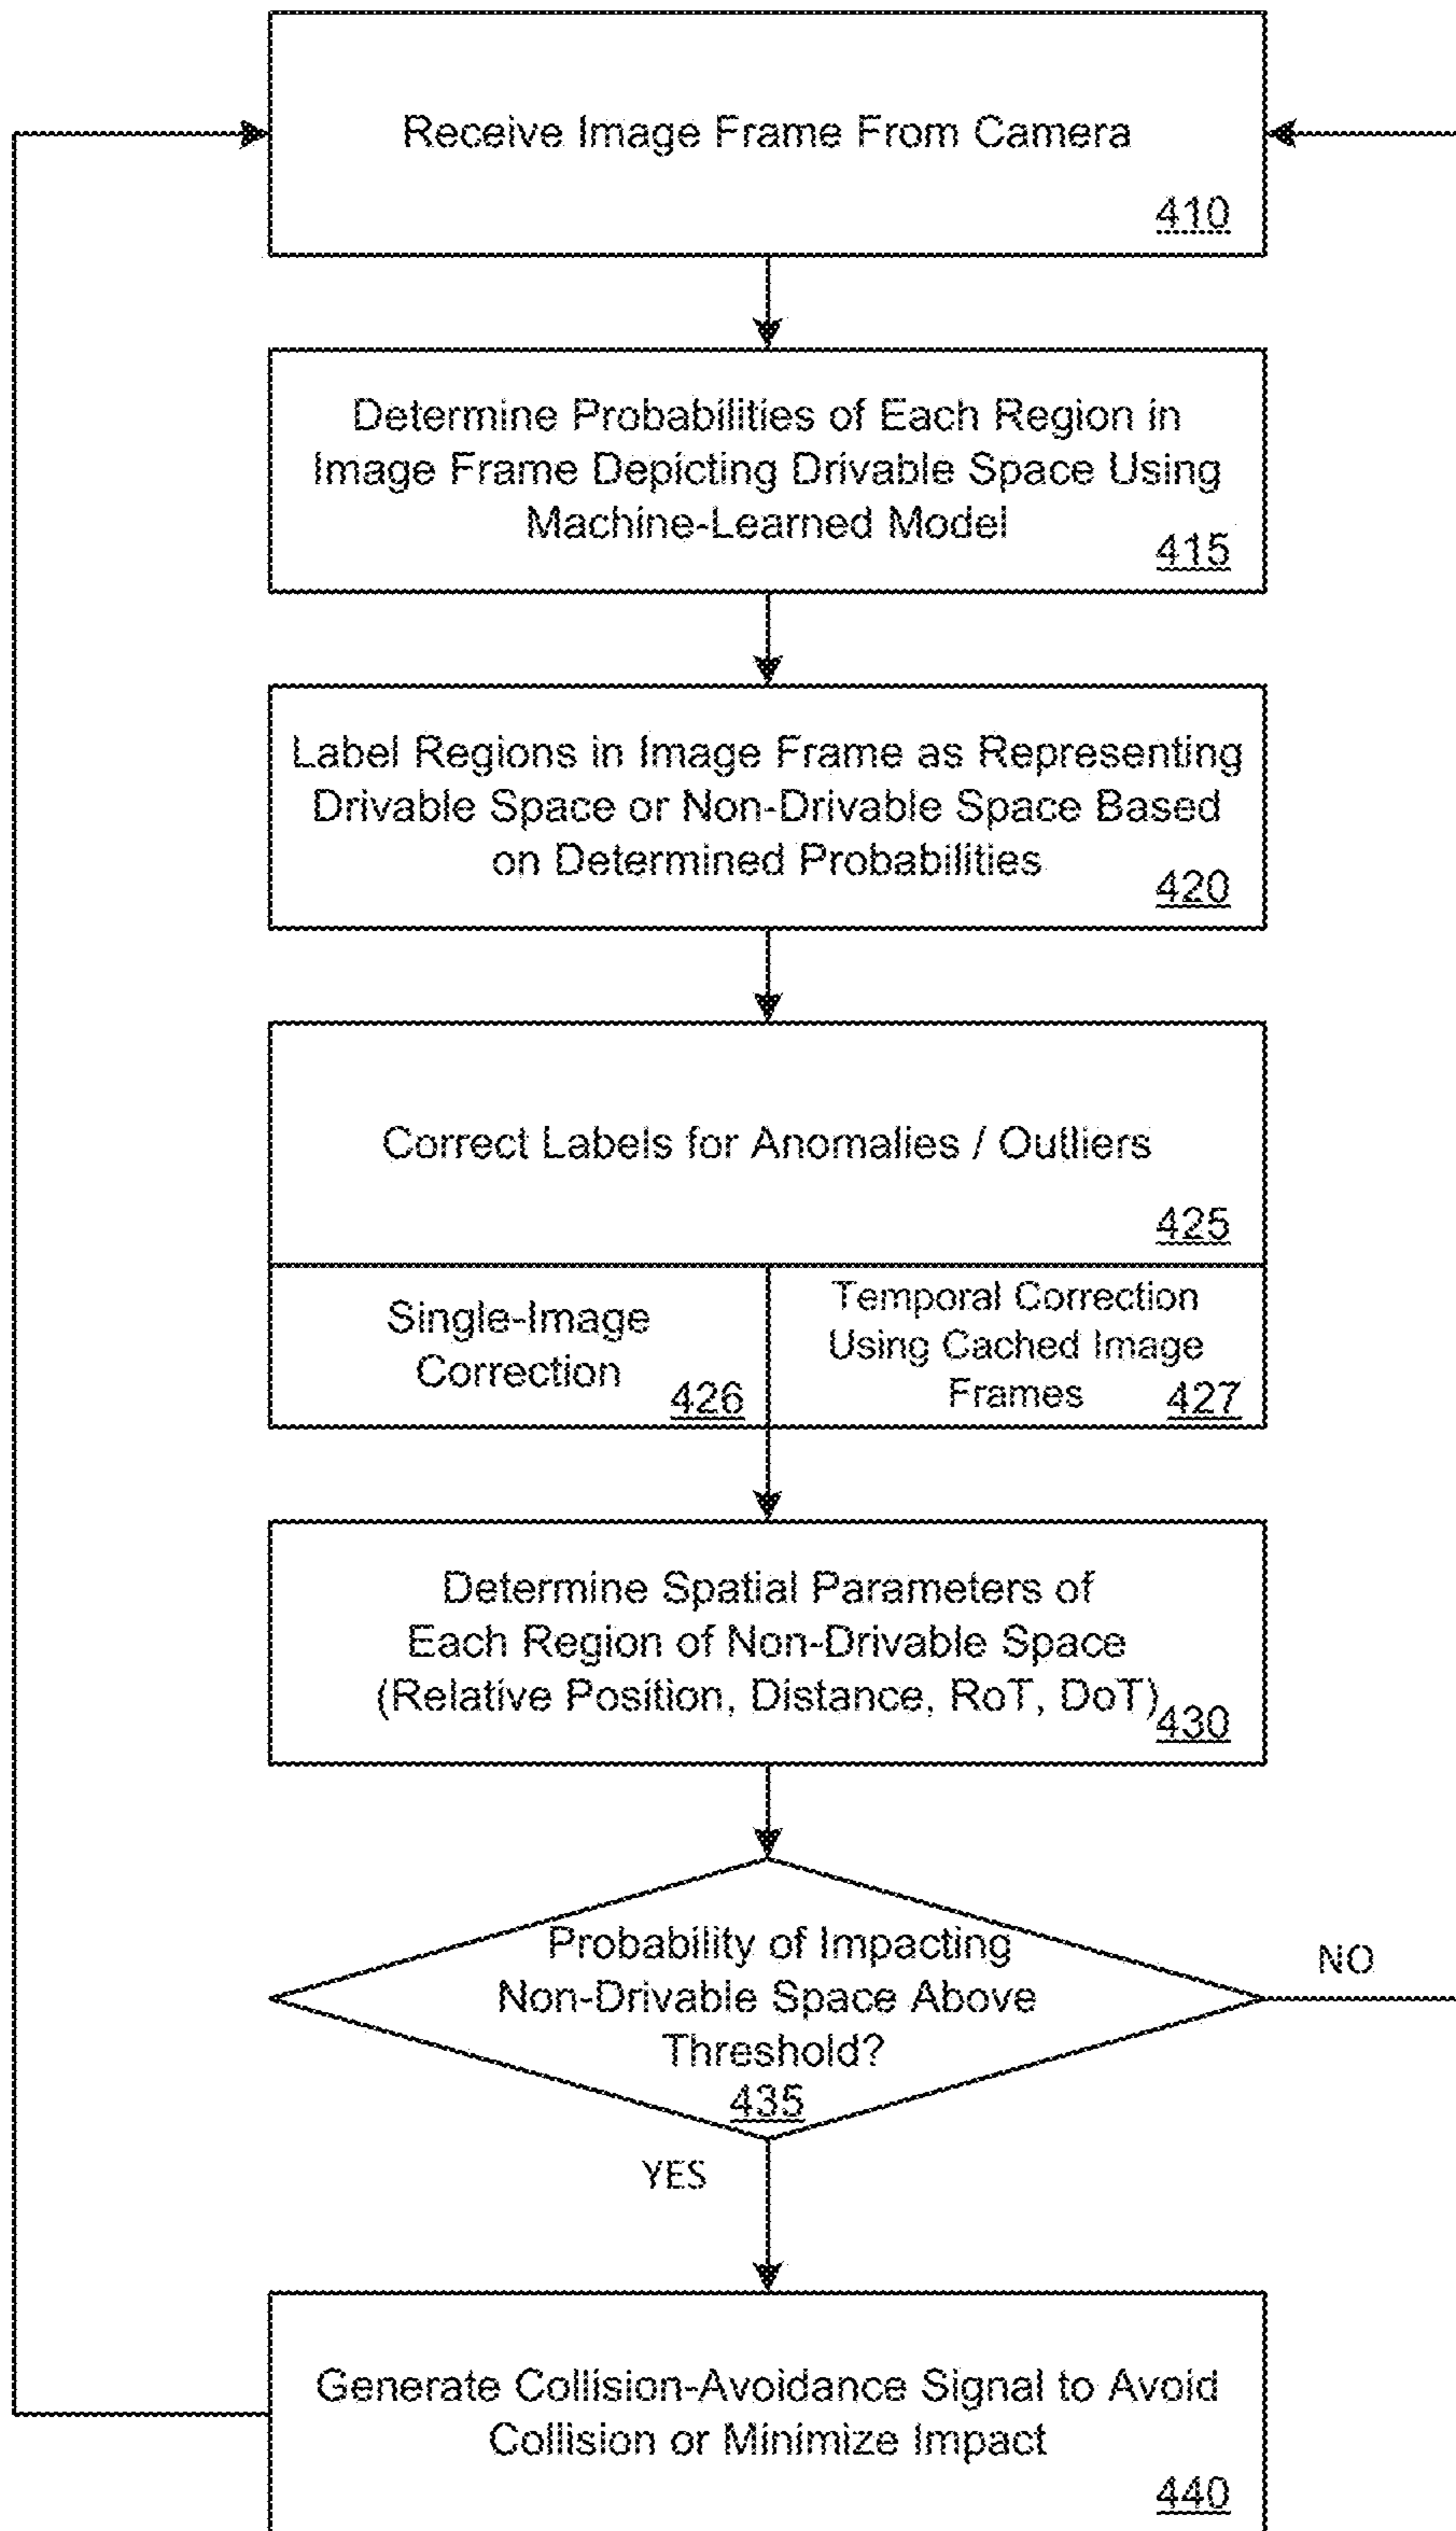 Receive Image Frame From Camera
410
Determine Probabilities of Each Region in
Image Frame Depicting Drivable Space Using
Machine-Learned Model
415
Label Regions in Image Frame as Representing
Drivable Space or Non-Drivable Space Based
on Determined Probabilities
420
Correct Labels for Anomalies / Outliers
425
Single-Image
Correction
426
Temporal Correction
Using Cached Image
Frames
427
Determine Spatial Parameters of
Each Region of Non-Drivable Space
(Relative Position, Distance, RoT, DoT)
430
Probability of Impacting
Non-Drivable Space Above
Threshold?
435
NO
YES
Generate Collision-Avoidance Signal to Avoid
Collision or Minimize Impact
440